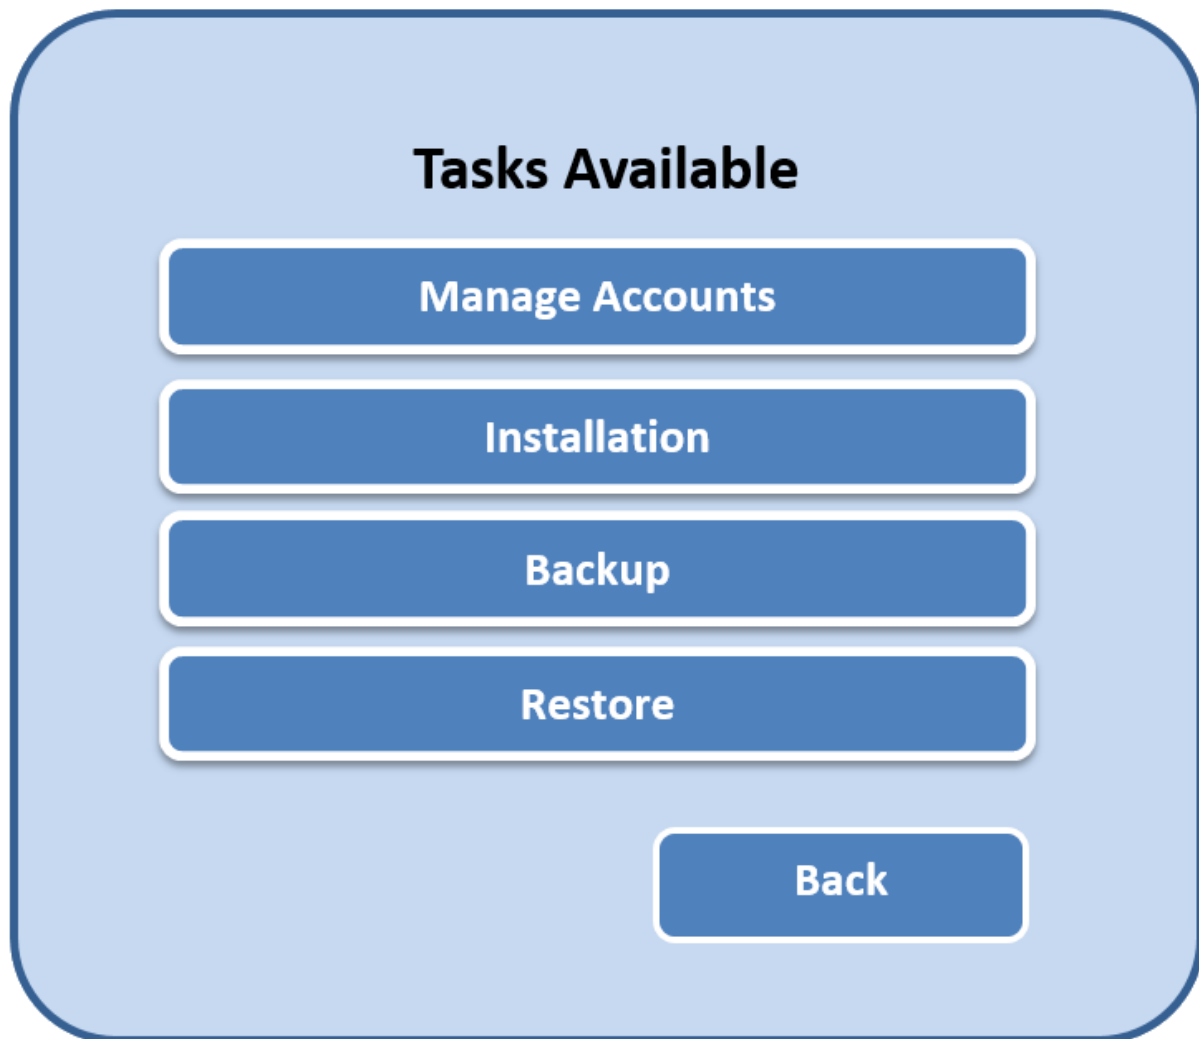 Tasks Available
Manage Accounts
Installation
Backup
Restore
Back